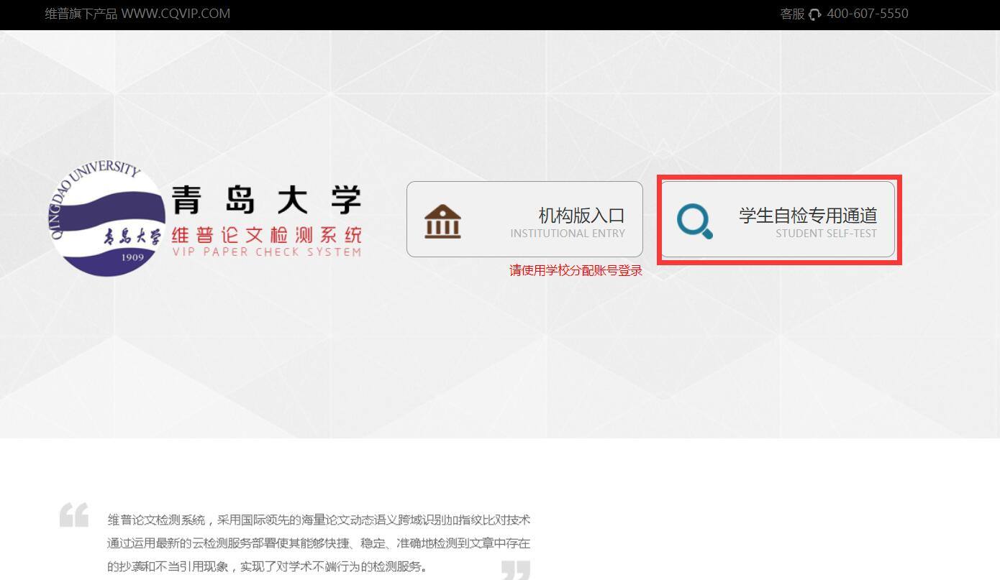 维普旗下产品 WWW.CQVIP.COM
客服 400-607-5550
QINGDAO UNIVERSITY
青岛大学
1909
青岛大学
维普论文检测系统
VIP PAPER CHECK SYSTEM
机构版入口
INSTITUTIONAL ENTRY
请使用学校分配账号登录
学生自检专用通道
STUDENT SELF-TEST
维普论文检测系统，采用国际领先的海量论文动态语义跨域识别加指纹比对技术
通过运用最新的云检测服务部署使其能够快捷、稳定、准确地检测到文章中存在
的抄袭和不当引用现象，实现了对学术不端行为的检测服务。